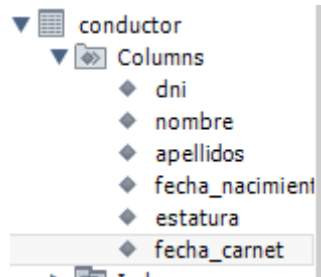 conductor
Columns
dni
nombre
apellidos
fecha_nacimient
estatura
fecha_carnet